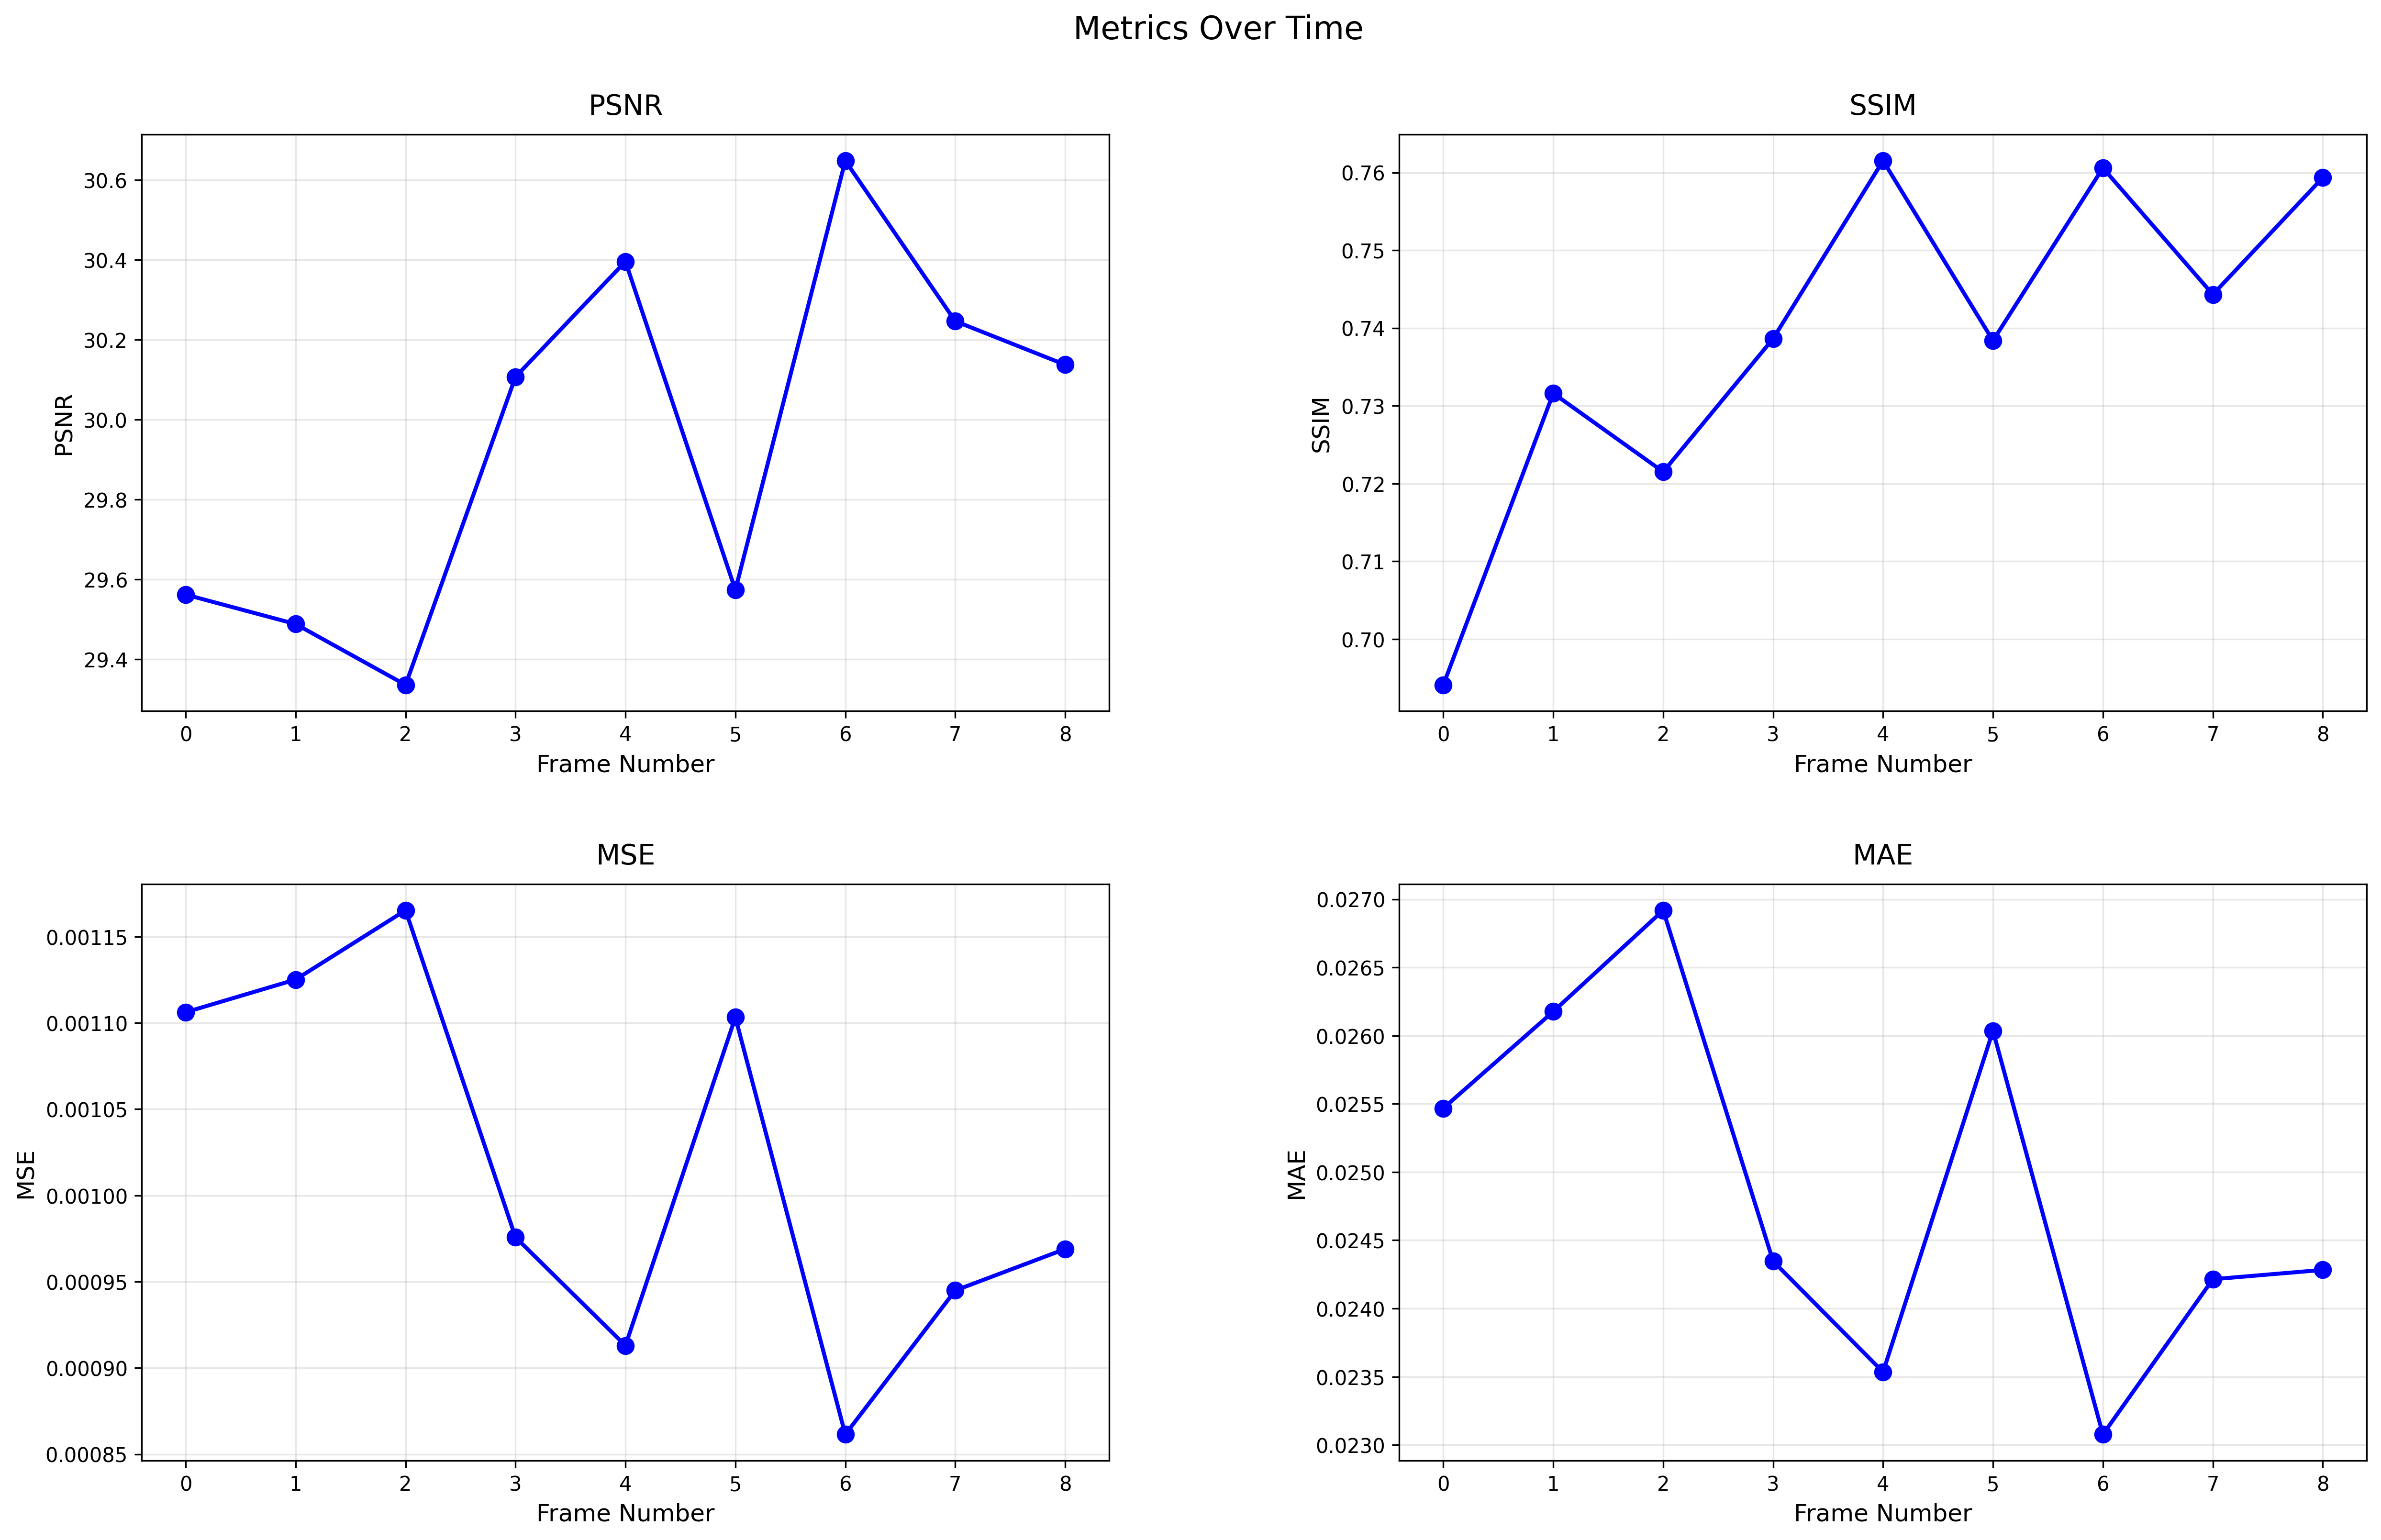 Metrics Over Time
PSNR
PSNR
30.6
30.4
30.2
30.0
29.8
29.6
29.4
0 1 2 3 4 5 6 7 8
Frame Number
SSIM
SSIM
0.76
0.75
0.74
0.73
0.72
0.71
0.70
0 1 2 3 4 5 6 7 8
Frame Number
MSE
MSE
0.00115
0.00110
0.00105
0.00100
0.00095
0.00090
0.00085
0 1 2 3 4 5 6 7 8
Frame Number
MAE
MAE
0.0270
0.0265
0.0260
0.0255
0.0250
0.0245
0.0240
0.0235
0.0230
0 1 2 3 4 5 6 7 8
Frame Number